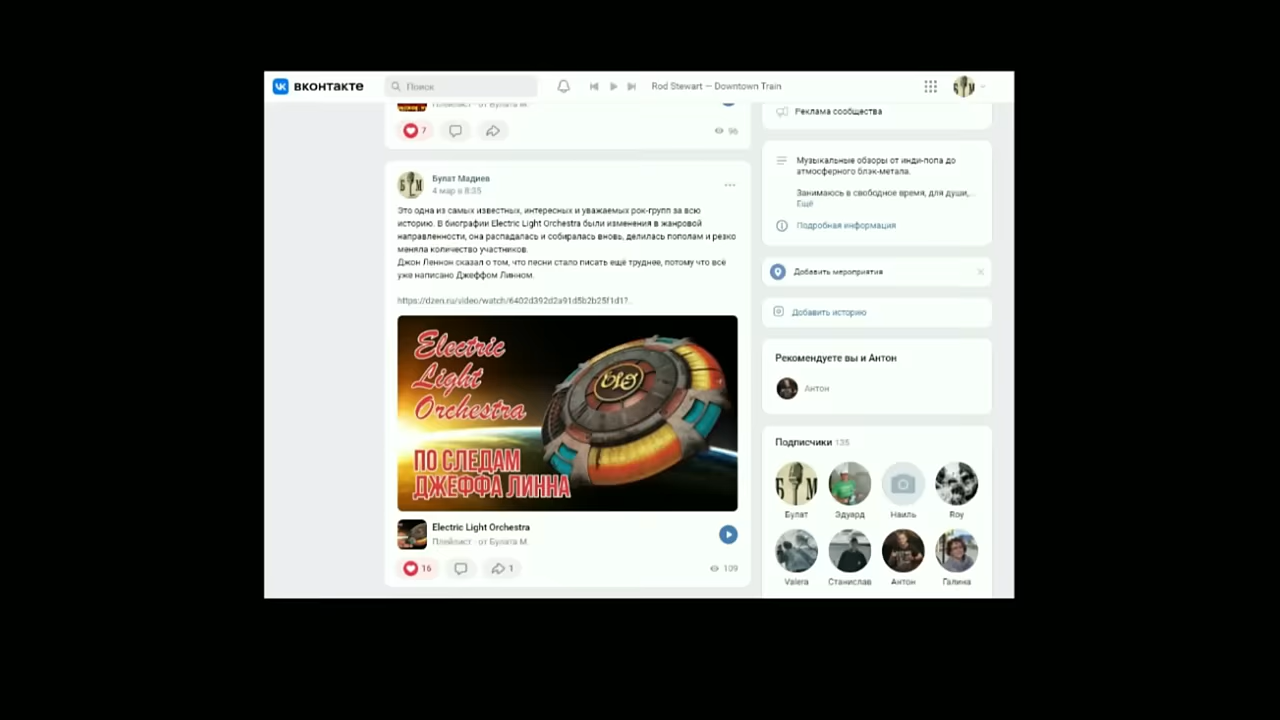 вконтакте
Поиск
Rod Stewart — Downtown Train
Плейлист · от Булата М.
7
96
Булат Мадиев
4 мар в 8:35
Это одна из самых известных, интересных и уважаемых рок-групп за всю
историю. В биографии Electric Light Orchestra были изменения в жанровой
направленности, она распадалась и собиралась вновь, делилась пополам и резко
меняла количество участников.
Джон Леннон сказал о том, что песни стало писать ещё труднее, потому что всё
уже написано Джеффом Линном.
https://dzen.ru/video/watch/6402d392d2a91d5b2b25f1d1?..
Electric
Light
Orchestra
ПО СЛЕДАМ
ДЖЕФФА ЛИННА
Electric Light Orchestra
Плейлист · от Булата М.
16
1
109
Реклама сообщества
Музыкальные обзоры от инди-попа до
атмосферного блэк-метала.
Занимаюсь в свободное время, для души,...
Ещё
Подробная информация
Добавить мероприятия
Добавить историю
Рекомендуете вы и Антон
Антон
Подписчики 135
Б М
Булат
Эдуард
Наиль
Roy
Valera
Станислав
Антон
Галина